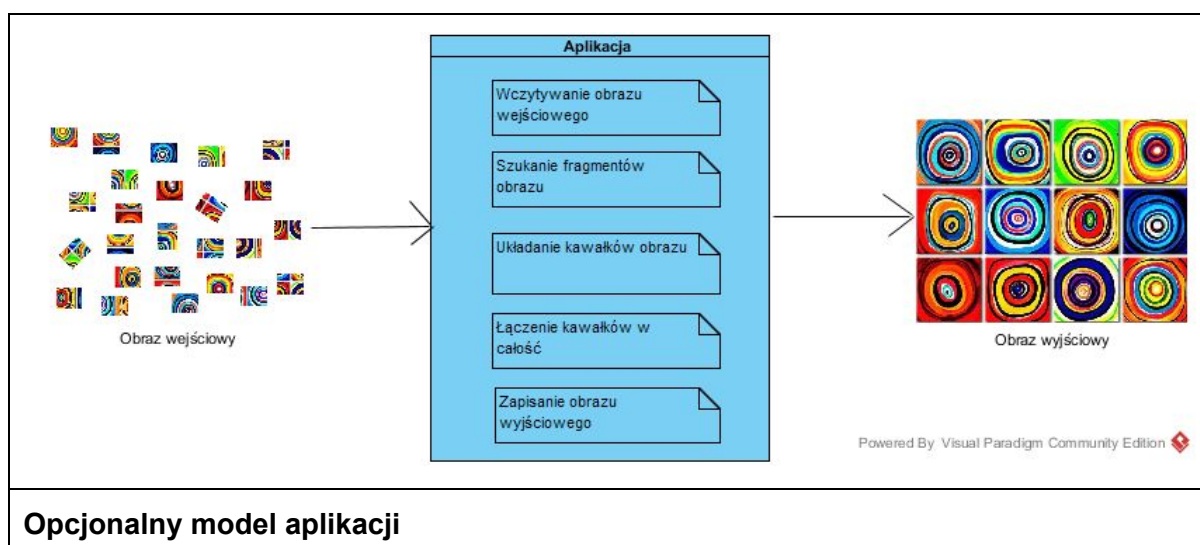 Aplikacja
Wczytywanie obrazu
wejściowego
Szukanie fragmentów
obrazu
Układanie kawałków obrazu
Łączenie kawałków w
całość
Zapisanie obrazu
wyjściowego
Obraz wejściowy
Obraz wyjściowy
Powered By Visual Paradigm Community Edition
Opcjonalny model aplikacji